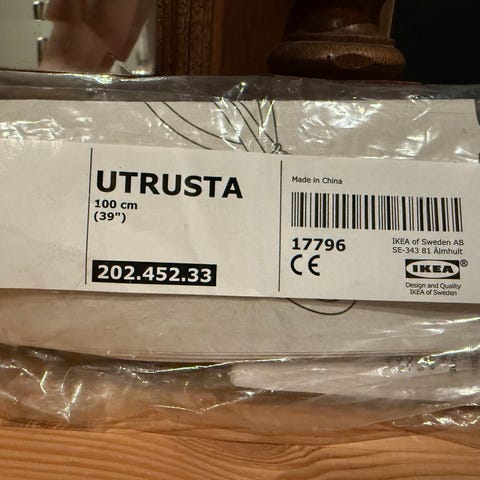 UTRUSTA
100 cm
(39")
202.452.33
Made in China
17796
CE
IKEA of Sweden AB
SE-343 81 Älmhult
IKEA®
Design and Quality
IKEA of Sweden